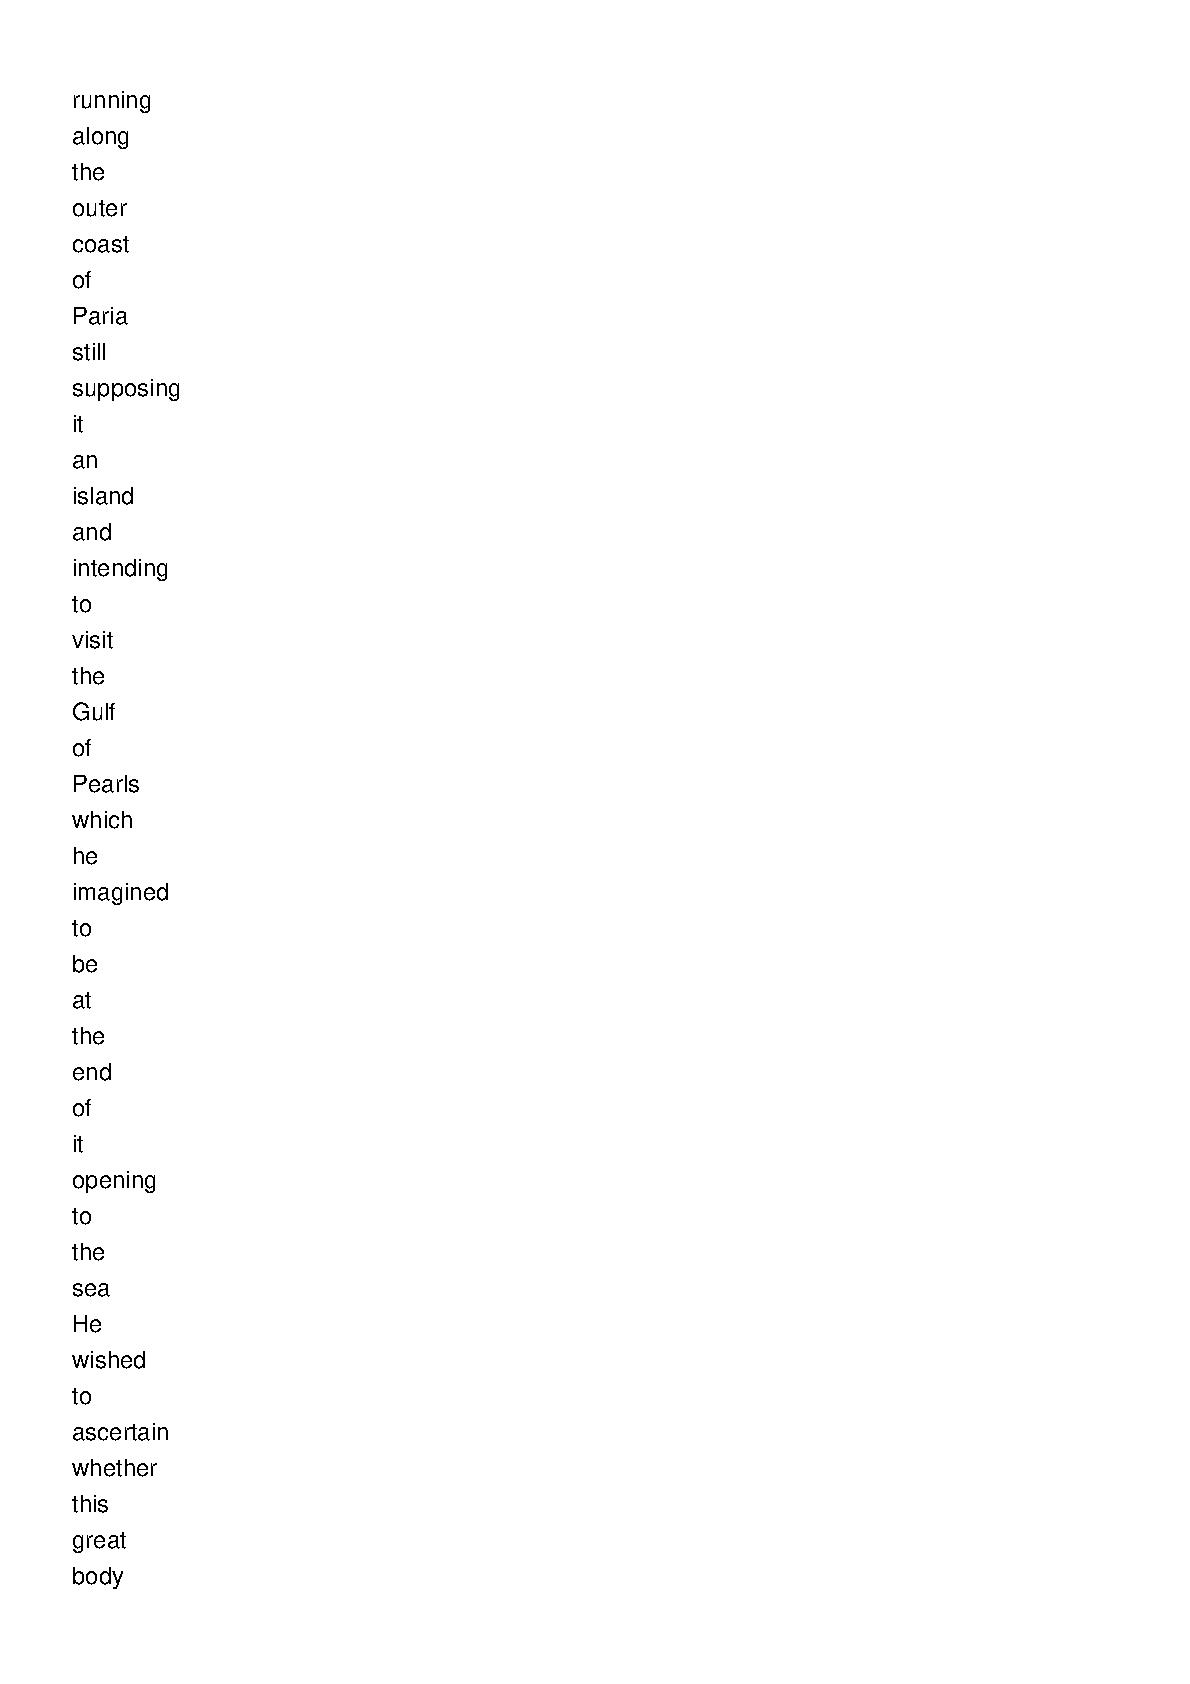 running
along
the
outer
coast
of
Paria
still
supposing
it
an
island
and
intending
to
visit
the
Gulf
of
Pearls
which
he
imagined
to
be
at
the
end
of
it
opening
to
the
sea
He
wished
to
ascertain
whether
this
great
body